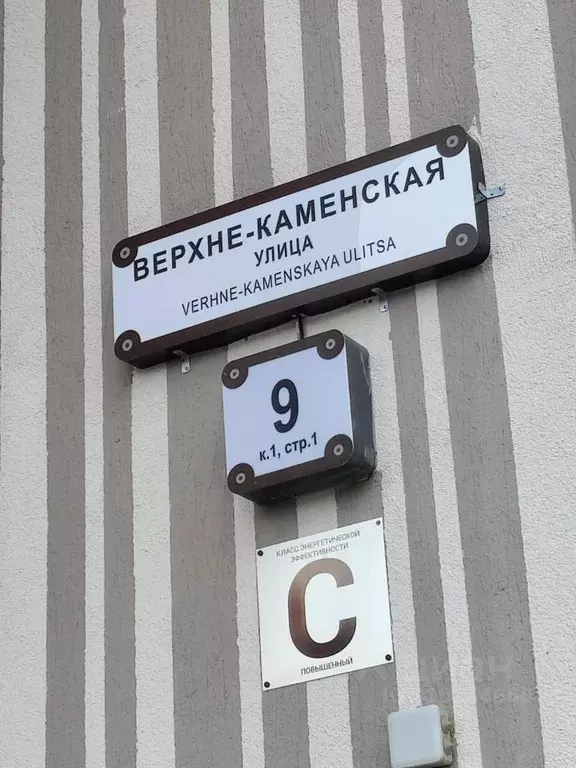 ВЕРХНЕ-КАМЕНСКАЯ
УЛИЦА
VERHNE-KAMENSKAYA ULITSA
9
к.1, стр.1
КЛАСС ЭНЕРГЕТИЧЕСКОЙ
ЭФФЕКТИВНОСТИ
С
ПОВЫШЕННЫЙ